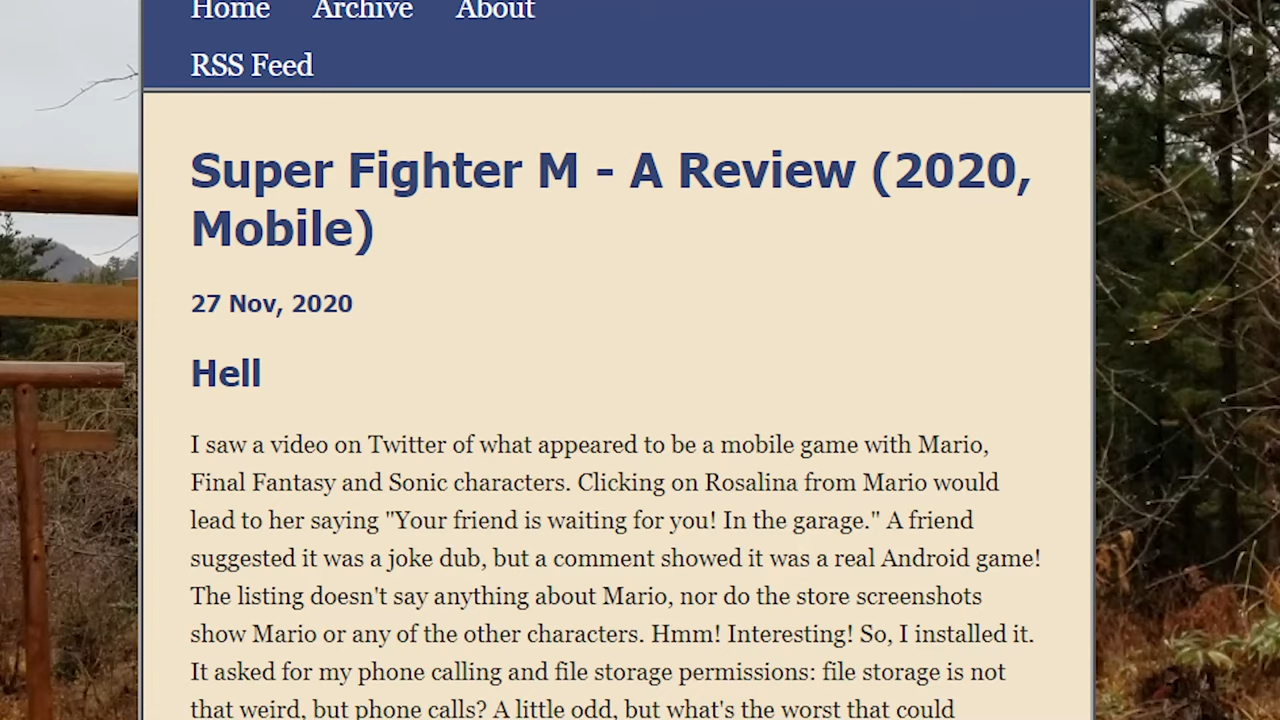 Home Archive About
RSS Feed
Super Fighter M - A Review (2020,
Mobile)
27 Nov, 2020
Hell
I saw a video on Twitter of what appeared to be a mobile game with Mario,
Final Fantasy and Sonic characters. Clicking on Rosalina from Mario would
lead to her saying "Your friend is waiting for you! In the garage." A friend
suggested it was a joke dub, but a comment showed it was a real Android game!
The listing doesn't say anything about Mario, nor do the store screenshots
show Mario or any of the other characters. Hmm! Interesting! So, I installed it.
It asked for my phone calling and file storage permissions: file storage is not
that weird, but phone calls? A little odd, but what's the worst that could